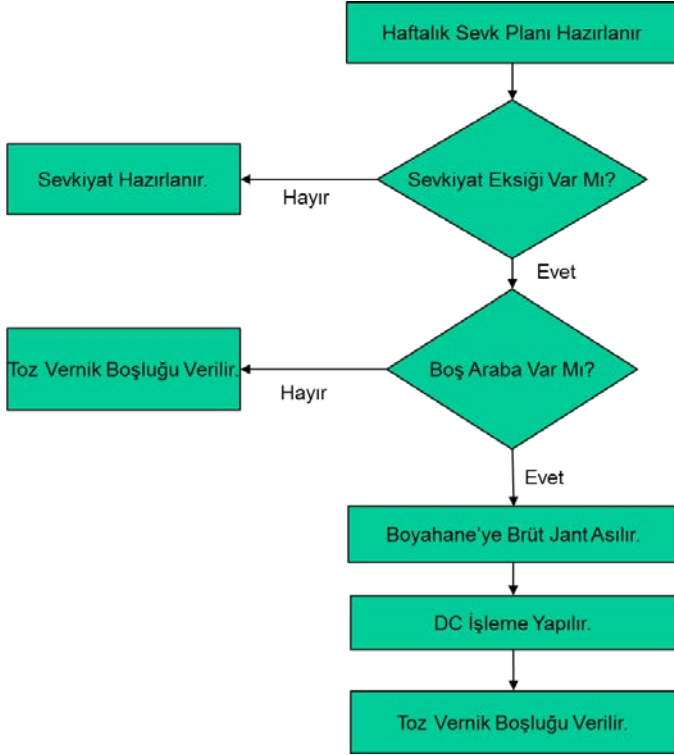 Haftalık Sevk Planı Hazırlanır
Sevkiyat Eksiği Var Mı?
Hayır
Sevkiyat Hazırlanır.
Evet
Boş Araba Var Mı?
Hayır
Toz Vernik Boşluğu Verilir.
Evet
Boyahane’ye Brüt Jant Asılır.
DC İşleme Yapılır.
Toz Vernik Boşluğu Verilir.